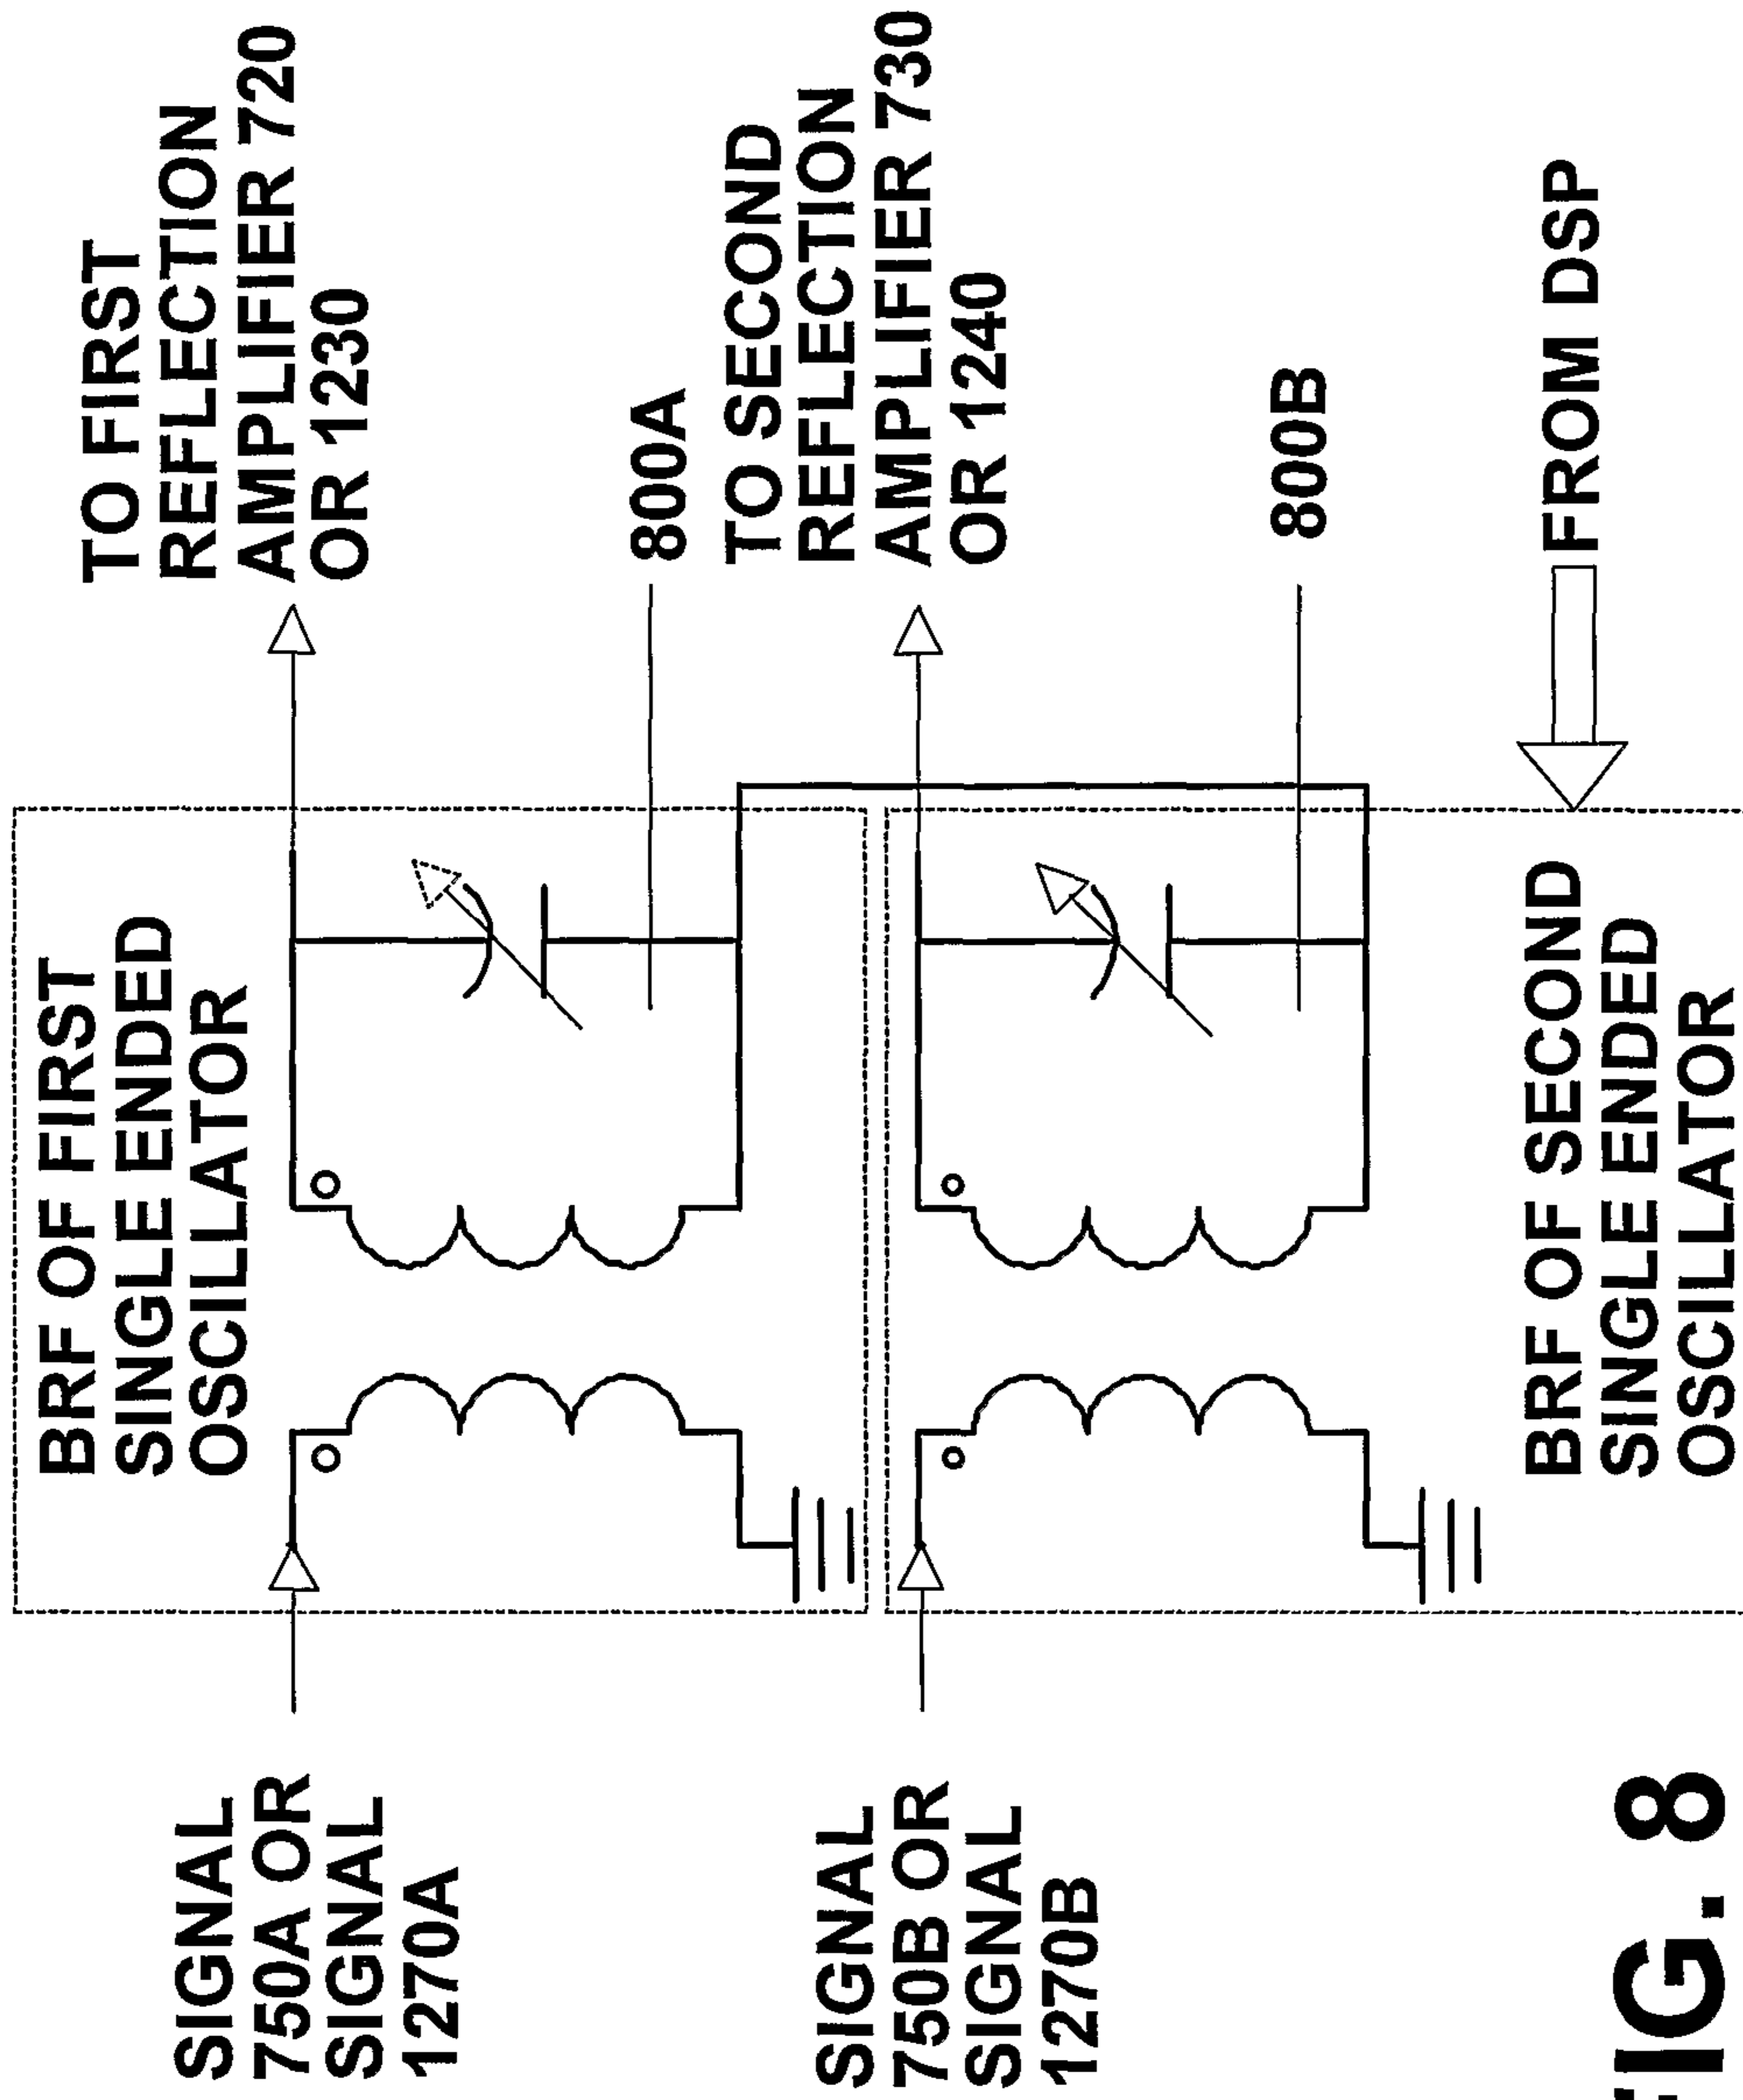 BRF OF FIRST
SINGLE ENDED
OSCILLATOR
TO FIRST
REFLECTION
AMPLIFIER 720
OR 1230
SIGNAL
750A OR
SIGNAL
1270A
800A
TO SECOND
REFLECTION
AMPLIFIER 730
OR 1240
SIGNAL
750B OR
SIGNAL
1270B
800B
BRF OF SECOND
SINGLE ENDED
OSCILLATOR
FROM DSP
FIG. 8